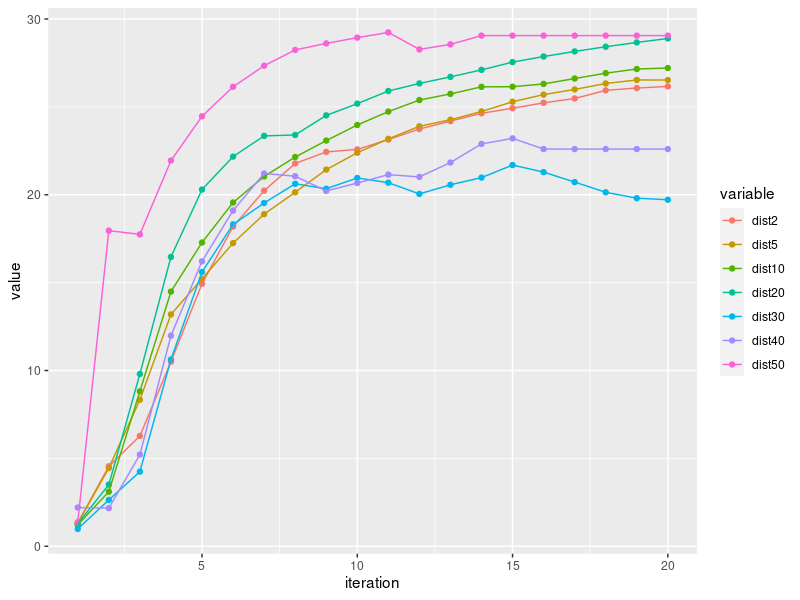 30
20
10
0
value
5
10
15
20
iteration
variable
dist2
dist5
dist10
dist20
dist30
dist40
dist50